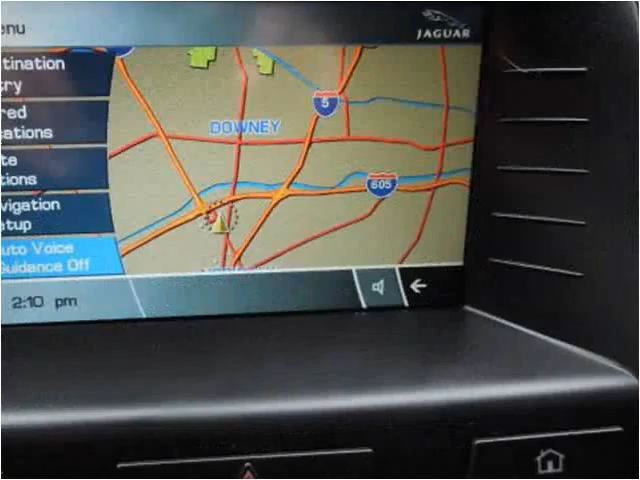 enu
JAGUAR
tination
try
5
red
cations
DOWNEY
te
tions
605
vigation
etup
uto Voice
Guidance Off
2:10 pm